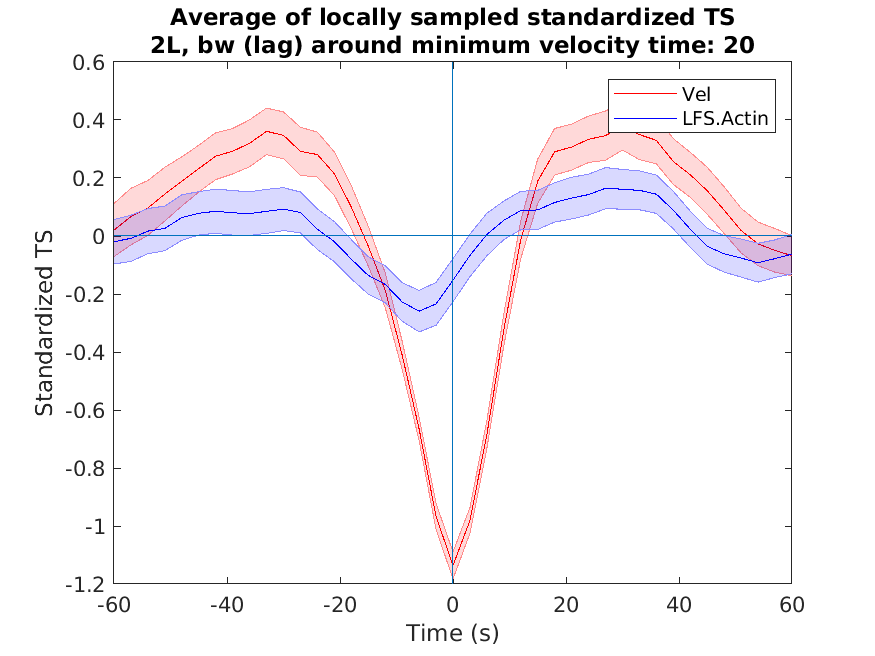 Average of locally sampled standardized TS
2L, bw (lag) around minimum velocity time: 20
0.6
0.4
0.2
0
-0.2
-0.4
-0.6
-0.8
-1
-1.2
Standardized TS
Vel
LFS.Actin
-60
-40
-20
0
20
40
60
Time (s)